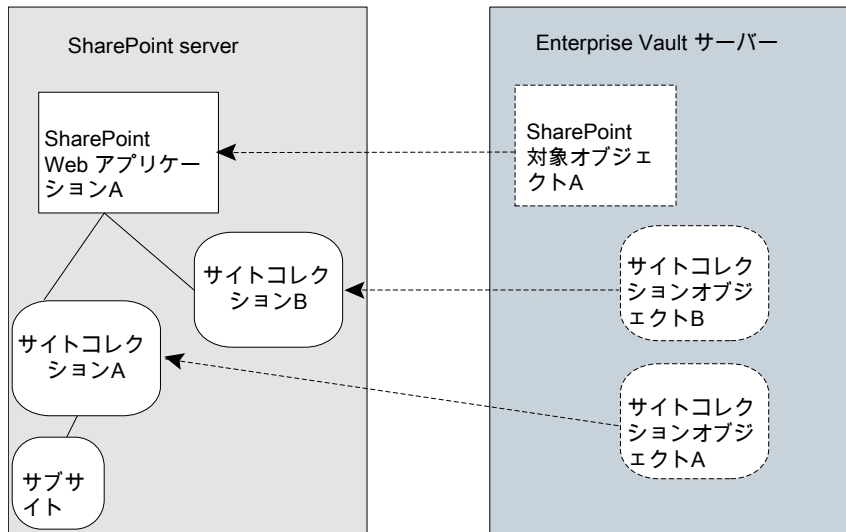 SharePoint server
SharePoint
Web アプリケー
ションA
サイトコレク
ションB
サイトコレク
ションA
サブサ
イト
Enterprise Vault サーバー
SharePoint
対象オブジェ
クトA
サイトコレク
ションオブジ
ェクトB
サイトコレク
ションオブジ
ェクトA